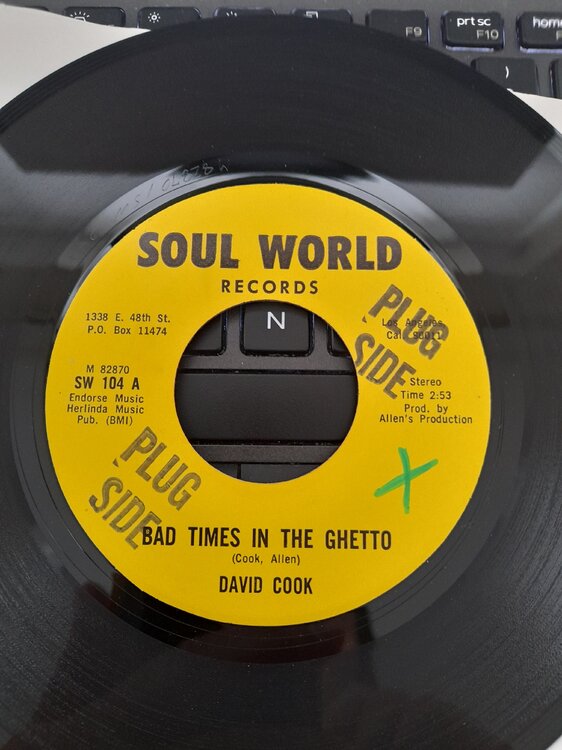 F9
prt sc
F10
home
F
)
SOUL WORLD
RECORDS
1338 E. 48th St.
P.O. Box 11474
Los Angeles,
Cal. 90011
PLUG
SIDE
N
M 82870
SW 104 A
Endorse Music
Herlinda Music
Pub. (BMI)
Stereo
Time 2:53
Prod. by
Allen's Production
X
PLUG
SIDE
BAD TIMES IN THE GHETTO
(Cook, Allen)
DAVID COOK